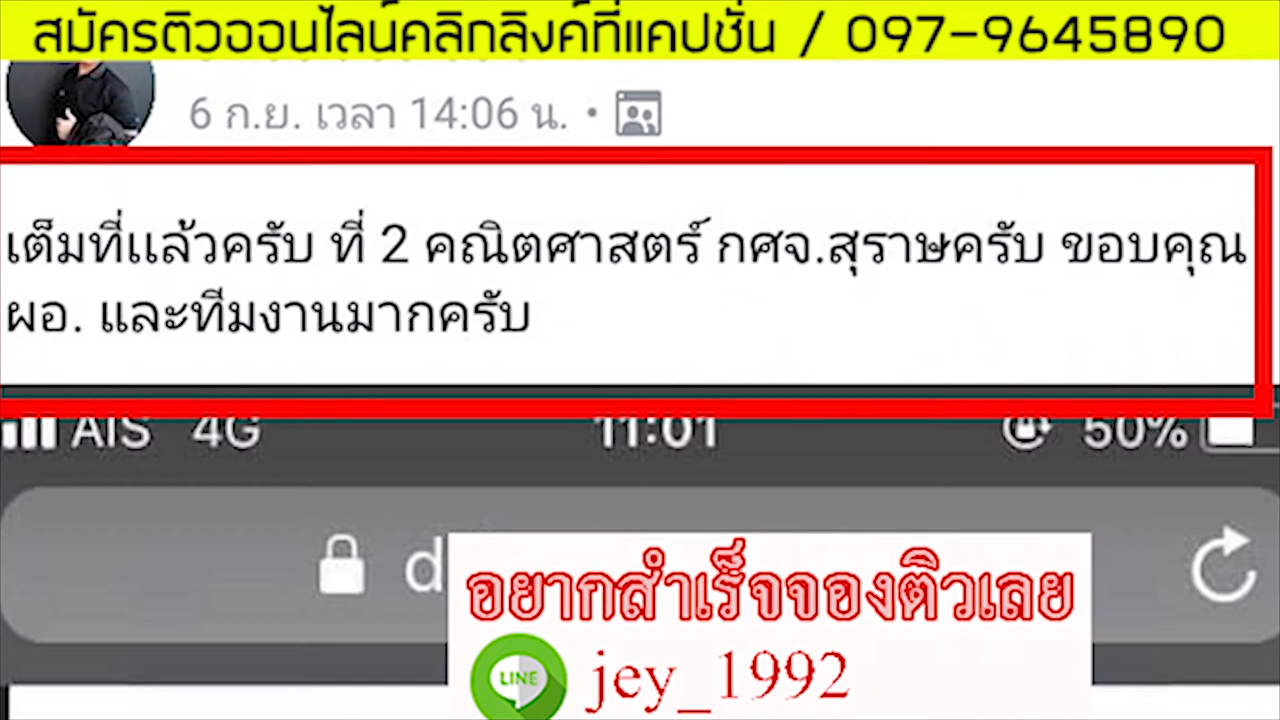 สมัครติวออนไลน์คลิกลิงค์ที่แคปชั่น / 097-9645890
6 ก.ย. เวลา 14:06 น. •
เต็มที่แล้วครับ ที่ 2 คณิตศาสตร์ กศจ.สุราษครับ ขอบคุณ
ผอ. และทีมงานมากครับ
AIS 4G 11:01 50%
d
อยากสำเร็จจองติวเลย
LINE jey_1992